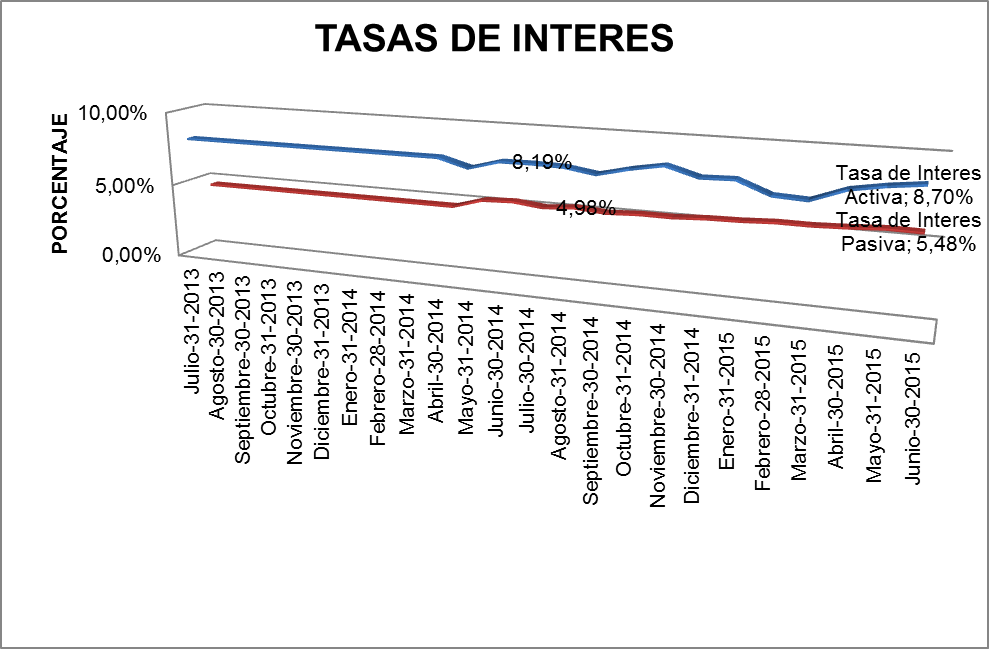 TASAS DE INTERES
PORCENTAJE
10,00%
5,00%
0,00%
8,19%
4,98%
Tasa de Interes
Activa; 8,70%
Tasa de Interes
Pasiva; 5,48%
Julio-31-2013
Agosto-30-2013
Septiembre-30-2013
Octubre-31-2013
Noviembre-30-2013
Diciembre-31-2013
Enero-31-2014
Febrero-28-2014
Marzo-31-2014
Abril-30-2014
Mayo-31-2014
Junio-30-2014
Julio-30-2014
Agosto-31-2014
Septiembre-30-2014
Octubre-31-2014
Noviembre-30-2014
Diciembre-31-2014
Enero-31-2015
Febrero-28-2015
Marzo-31-2015
Abril-30-2015
Mayo-31-2015
Junio-30-2015